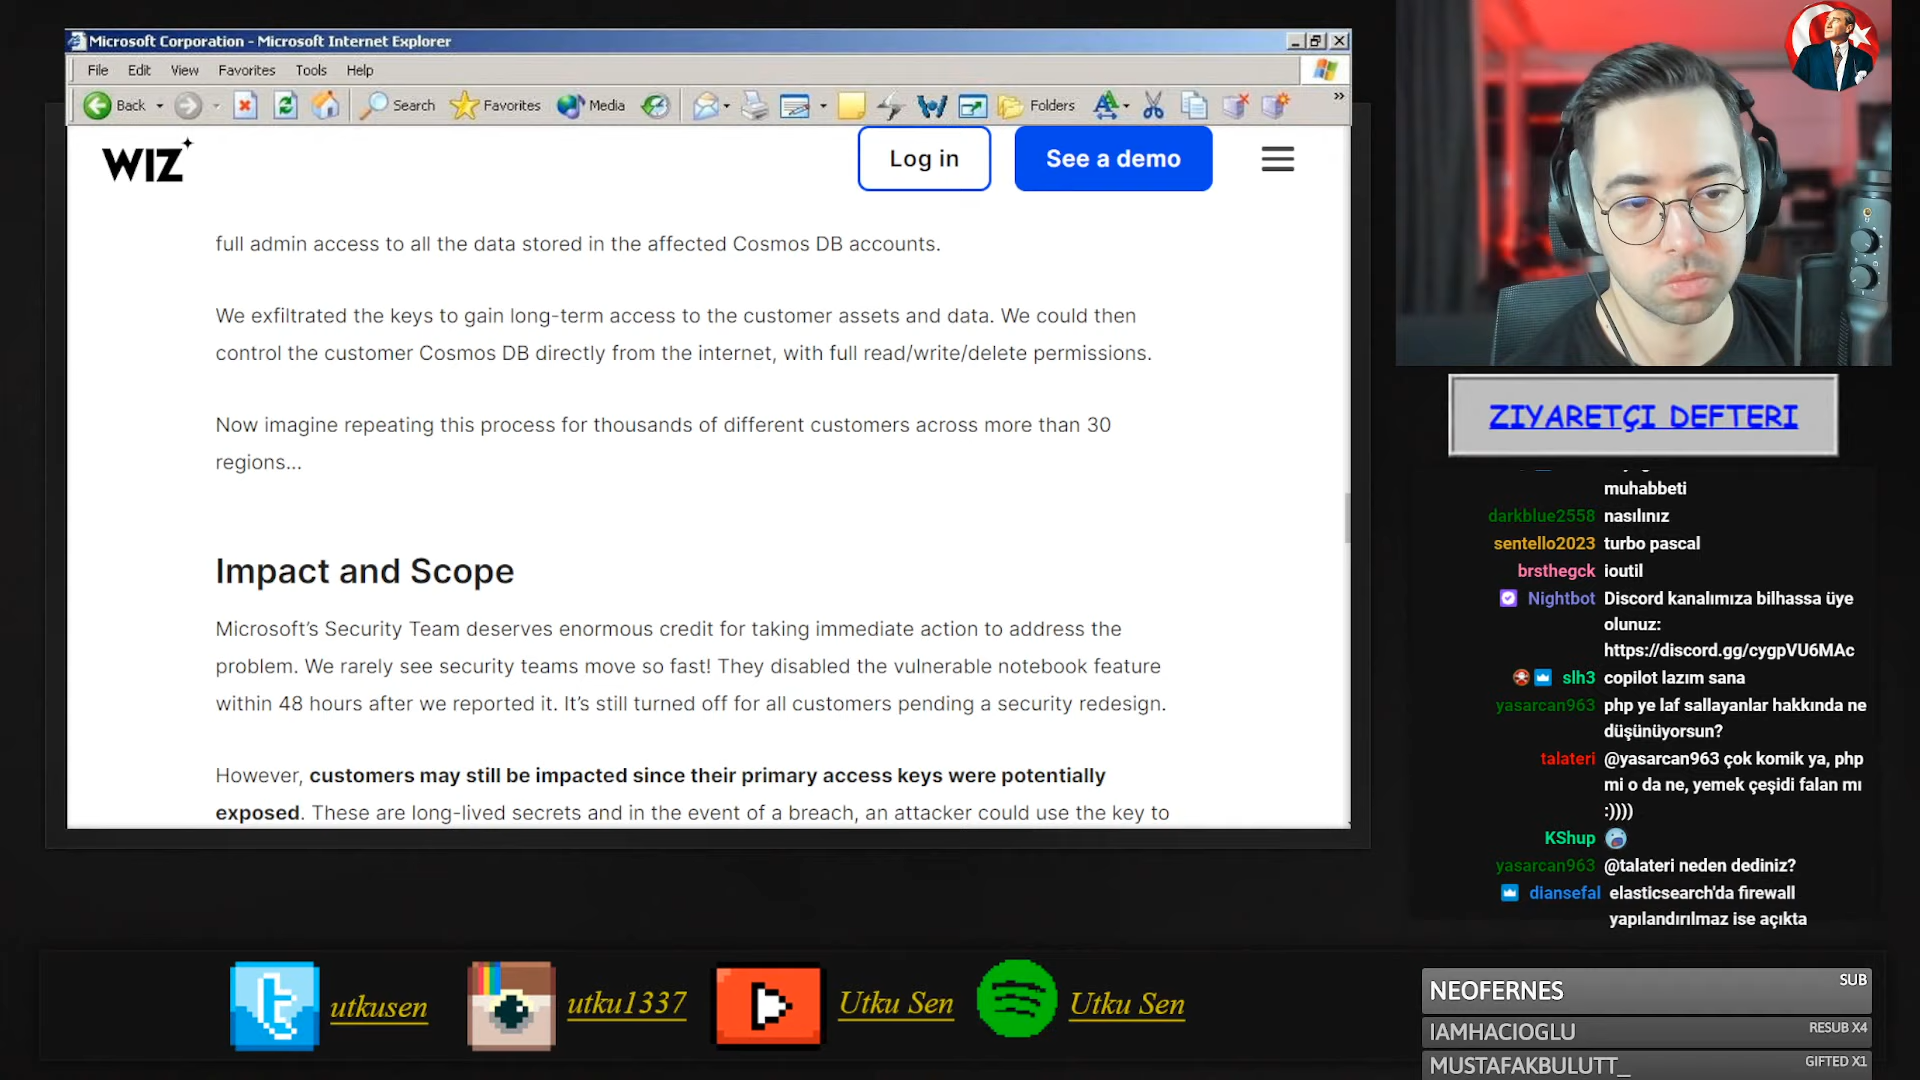 Microsoft Corporation - Microsoft Internet Explorer
File Edit View Favorites Tools Help
Back Search Favorites Media Folders
WIZ
Log in
See a demo
full admin access to all the data stored in the affected Cosmos DB accounts.
We exfiltrated the keys to gain long-term access to the customer assets and data. We could then
control the customer Cosmos DB directly from the internet, with full read/write/delete permissions.
Now imagine repeating this process for thousands of different customers across more than 30
regions...
Impact and Scope
Microsoft’s Security Team deserves enormous credit for taking immediate action to address the
problem. We rarely see security teams move so fast! They disabled the vulnerable notebook feature
within 48 hours after we reported it. It’s still turned off for all customers pending a security redesign.
However, customers may still be impacted since their primary access keys were potentially
exposed. These are long-lived secrets and in the event of a breach, an attacker could use the key to
ZIYARETÇI DEFTERI
muhabbeti
darkblue2558 nasılınız
sentello2023 turbo pascal
brsthegck ioutil
Nightbot Discord kanalımıza bilhassa üye
olunuz:
https://discord.gg/cygpVU6MAc
slh3 copilot lazım sana
yasarcan963 php ye laf sallayanlar hakkında ne
düşünüyorsun?
talateri @yasarcan963 çok komik ya, php
mi o da ne, yemek çeşidi falan mı
:))))
KShup
yasarcan963 @talateri neden dediniz?
diansefal elasticsearch'da firewall
yapılandırılmaz ise açıkta
utkusen
utku1337
Utku Sen
Utku Sen
NEOFERNES SUB
IAMHACIOGLU RESUB X4
MUSTAFAKBULUTT_ GIFTED X1